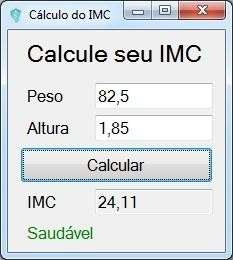 Cálculo do IMC
Calcule seu IMC
Peso 82,5
Altura 1,85
Calcular
IMC 24,11
Saudável